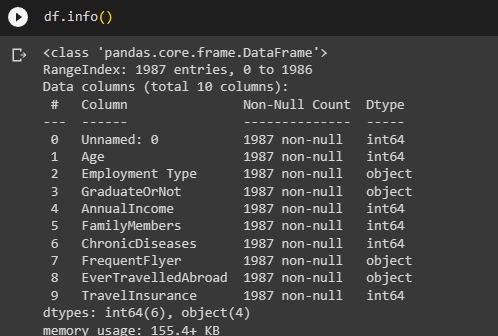 df.info()
<class 'pandas.core.frame.DataFrame'>
RangeIndex: 1987 entries, 0 to 1986
Data columns (total 10 columns):
 #   Column               Non-Null Count  Dtype
---  ------               --------------  -----
 0   Unnamed: 0           1987 non-null   int64
 1   Age                  1987 non-null   int64
 2   Employment Type      1987 non-null   object
 3   GraduateOrNot        1987 non-null   object
 4   AnnualIncome         1987 non-null   int64
 5   FamilyMembers        1987 non-null   int64
 6   ChronicDiseases      1987 non-null   int64
 7   FrequentFlyer        1987 non-null   object
 8   EverTravelledAbroad  1987 non-null   object
 9   TravelInsurance      1987 non-null   int64
dtypes: int64(6), object(4)
memory usage: 155.4+ KB